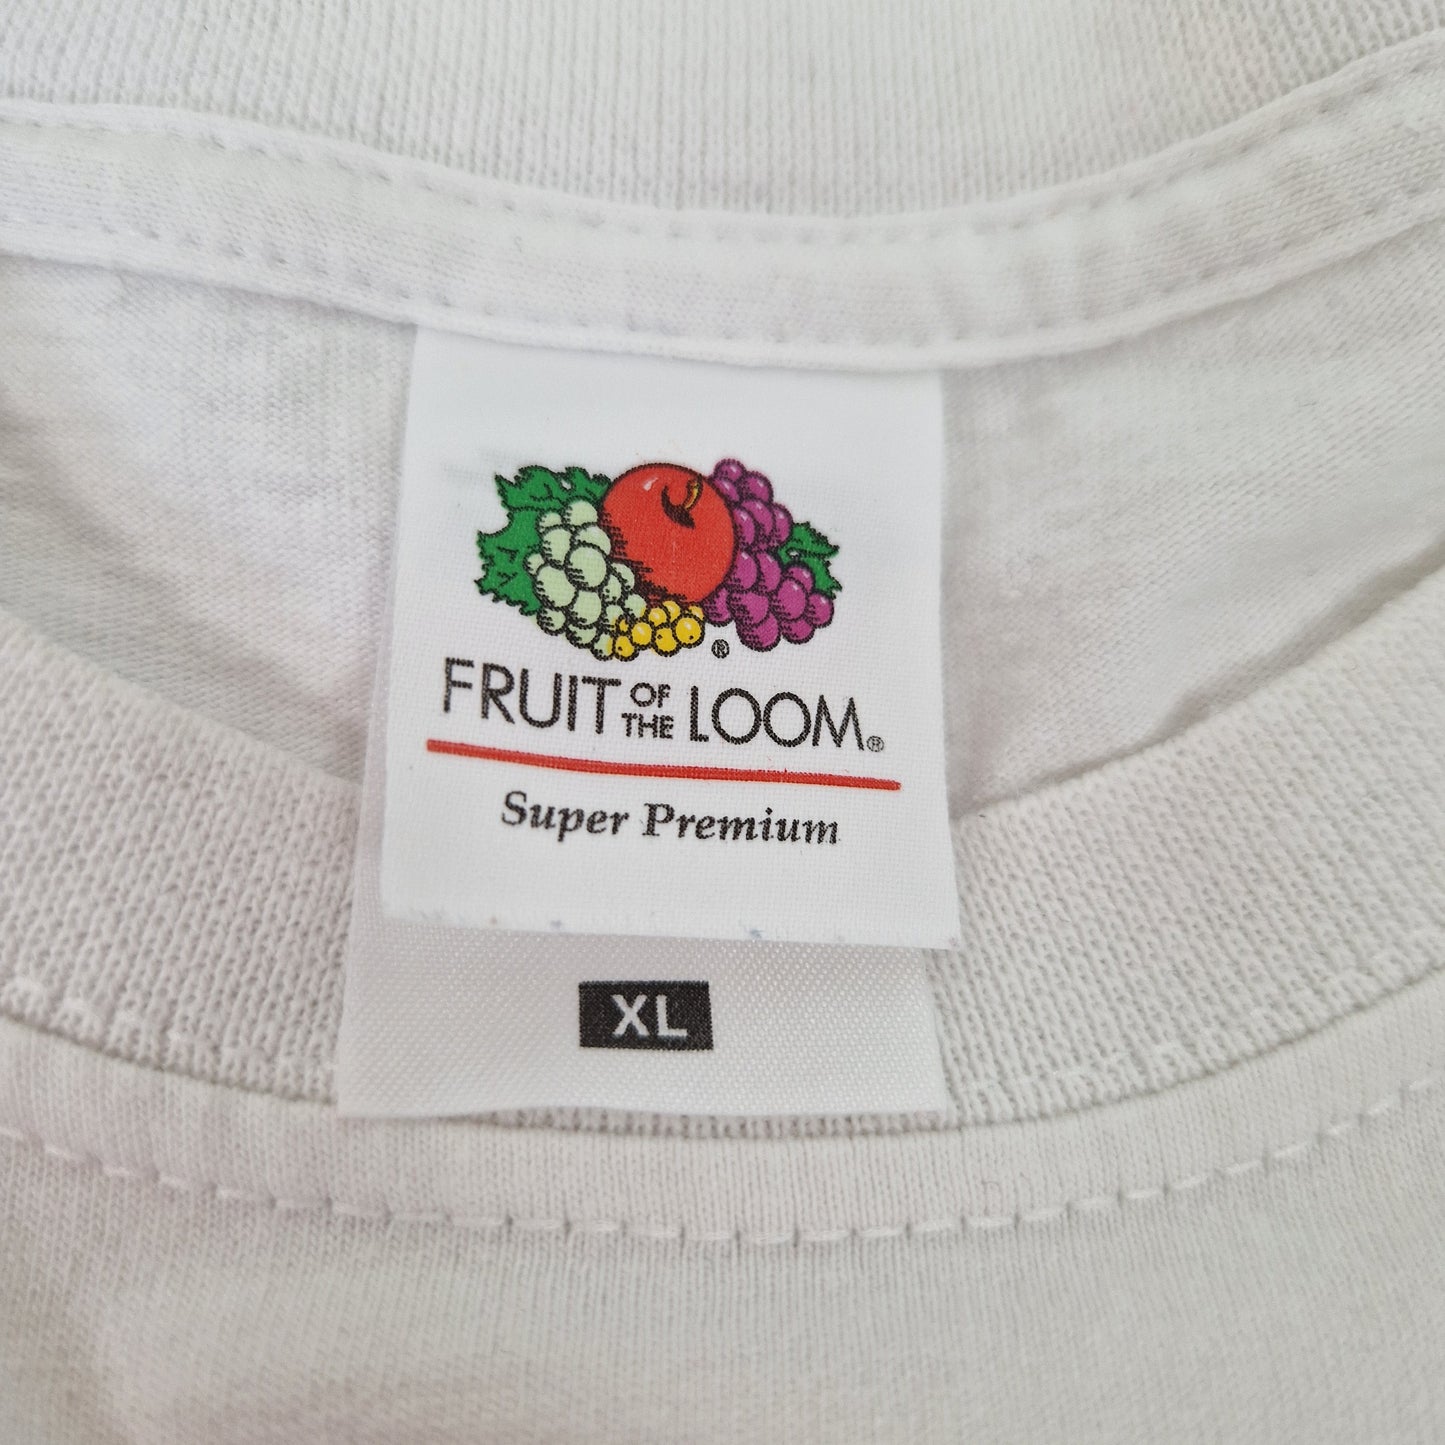 ®
FRUIT OF THE LOOM®
Super Premium
XL